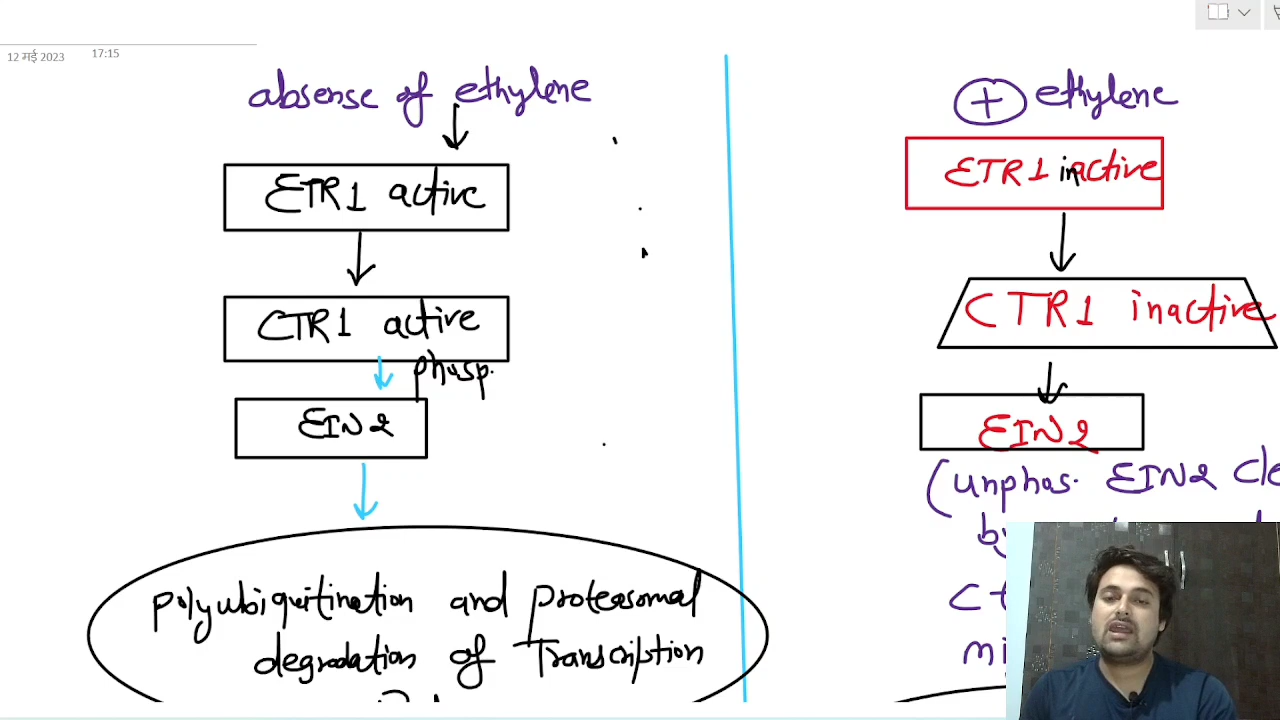 12 मई 2023
17:15
absense of ethylene
ETR1 active
CTR1 active
phosp.
EIN2
polyubiquitination and proteasomal
degradation of Transcription
+ ethylene
ETR1 inactive
CTR1 inactive
EIN2
(unphos. EIN2 cle
by
mi